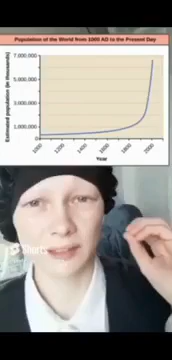 Population of the World from 1000 AD to the Present Day
Estimated population (in thousands)
7,000,000
5,000,000
3,000,000
1,000,000
1000
1200
1400
1600
1800
2000
Year
Shorts